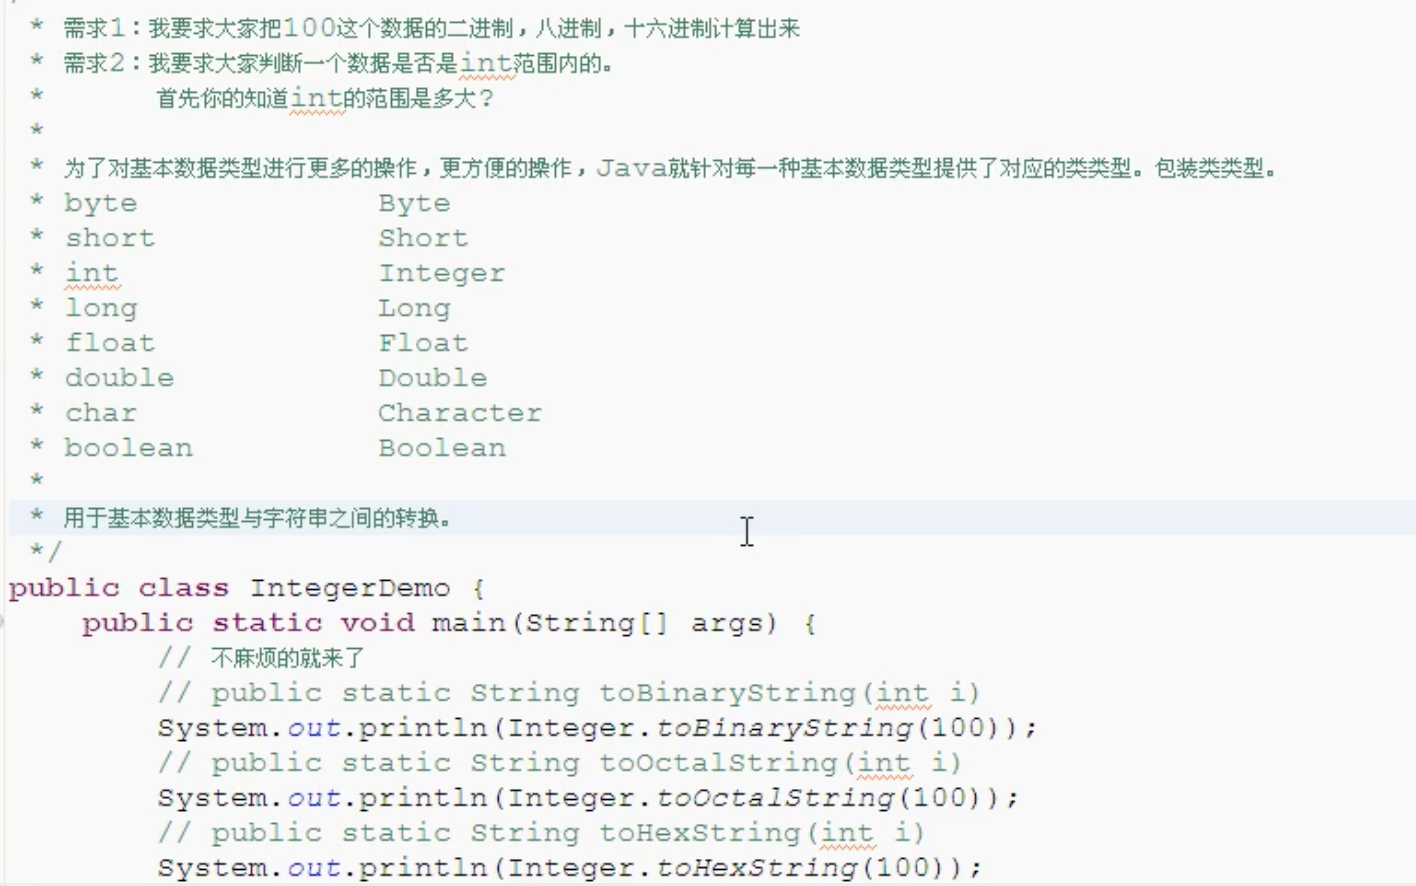 * 需求1：我要求大家把100这个数据的二进制，八进制，十六进制计算出来
* 需求2：我要求大家判断一个数据是否是int范围内的。
* 首先你的知道int的范围是多大？
*
* 为了对基本数据类型进行更多的操作，更方便的操作，Java就针对每一种基本数据类型提供了对应的类类型。包装类类型。
* byte Byte
* short Short
* int Integer
* long Long
* float Float
* double Double
* char Character
* boolean Boolean
*
* 用于基本数据类型与字符串之间的转换。
*/
public class IntegerDemo {
public static void main(String[] args) {
// 不麻烦的就来了
// public static String toBinaryString(int i)
System.out.println(Integer.toBinaryString(100));
// public static String toOctalString(int i)
System.out.println(Integer.toOctalString(100));
// public static String toHexString(int i)
System.out.println(Integer.toHexString(100));